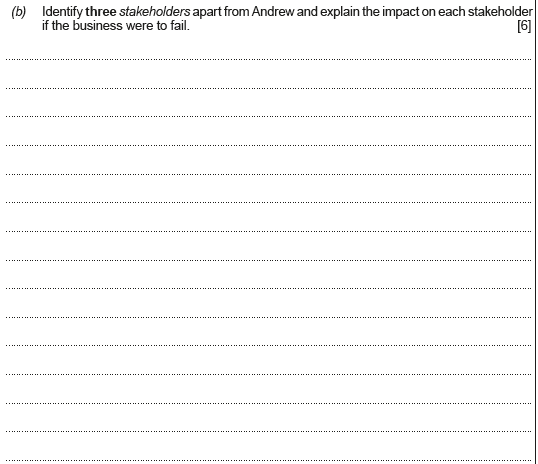 (b) Identify three stakeholders apart from Andrew and explain the impact on each stakeholder
if the business were to fail. [6]